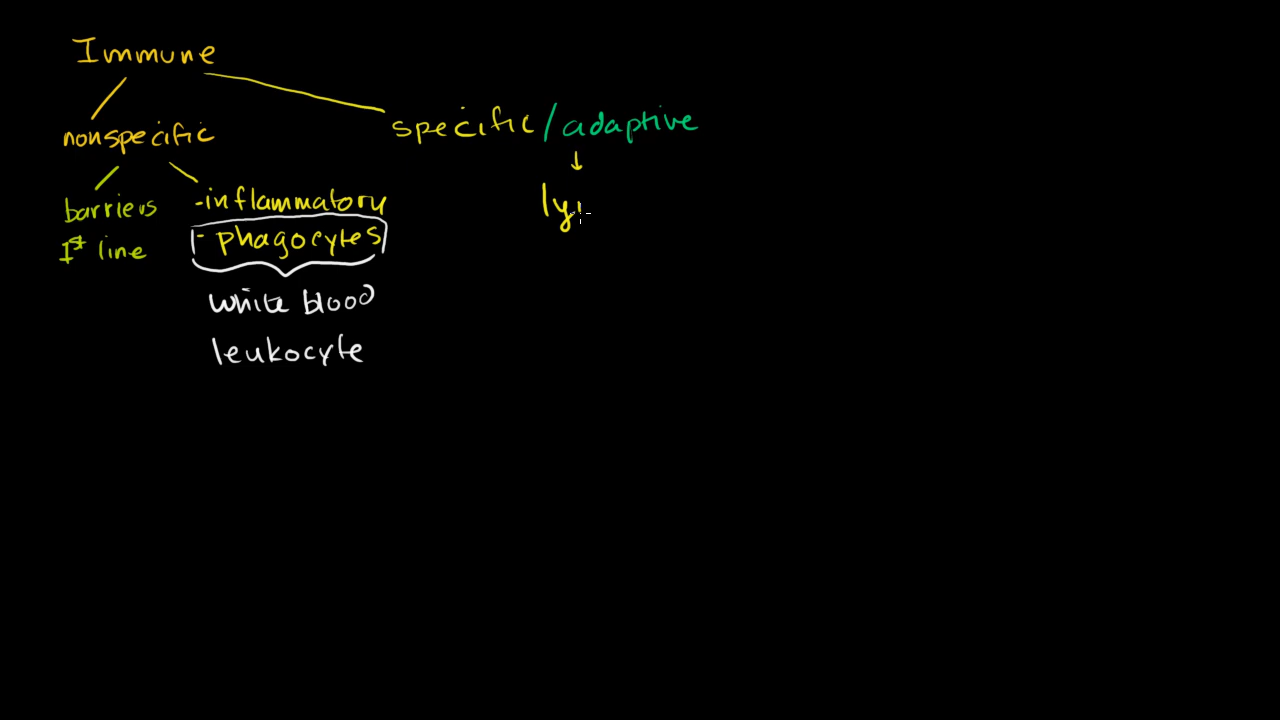 Immune
nonspecific
specific/adaptive
barriers
1st line
-inflammatory
- phagocytes
white blood
leukocyte
ly